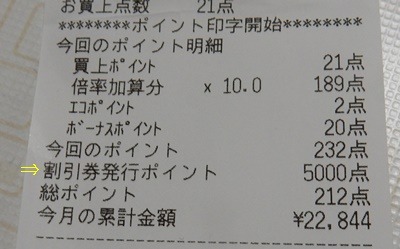 お買上点数 21点
********ポイント印字開始********
今回のポイント明細
買上ﾎﾟｲﾝﾄ 21点
倍率加算分 x 10.0 189点
ｴｺﾎﾟｲﾝﾄ 2点
ﾎﾞｰﾅｽﾎﾟｲﾝﾄ 20点
今回のポイント 232点
⇒割引券発行ポイント 5000点
総ポイント 212点
今月の累計金額 ¥22,844